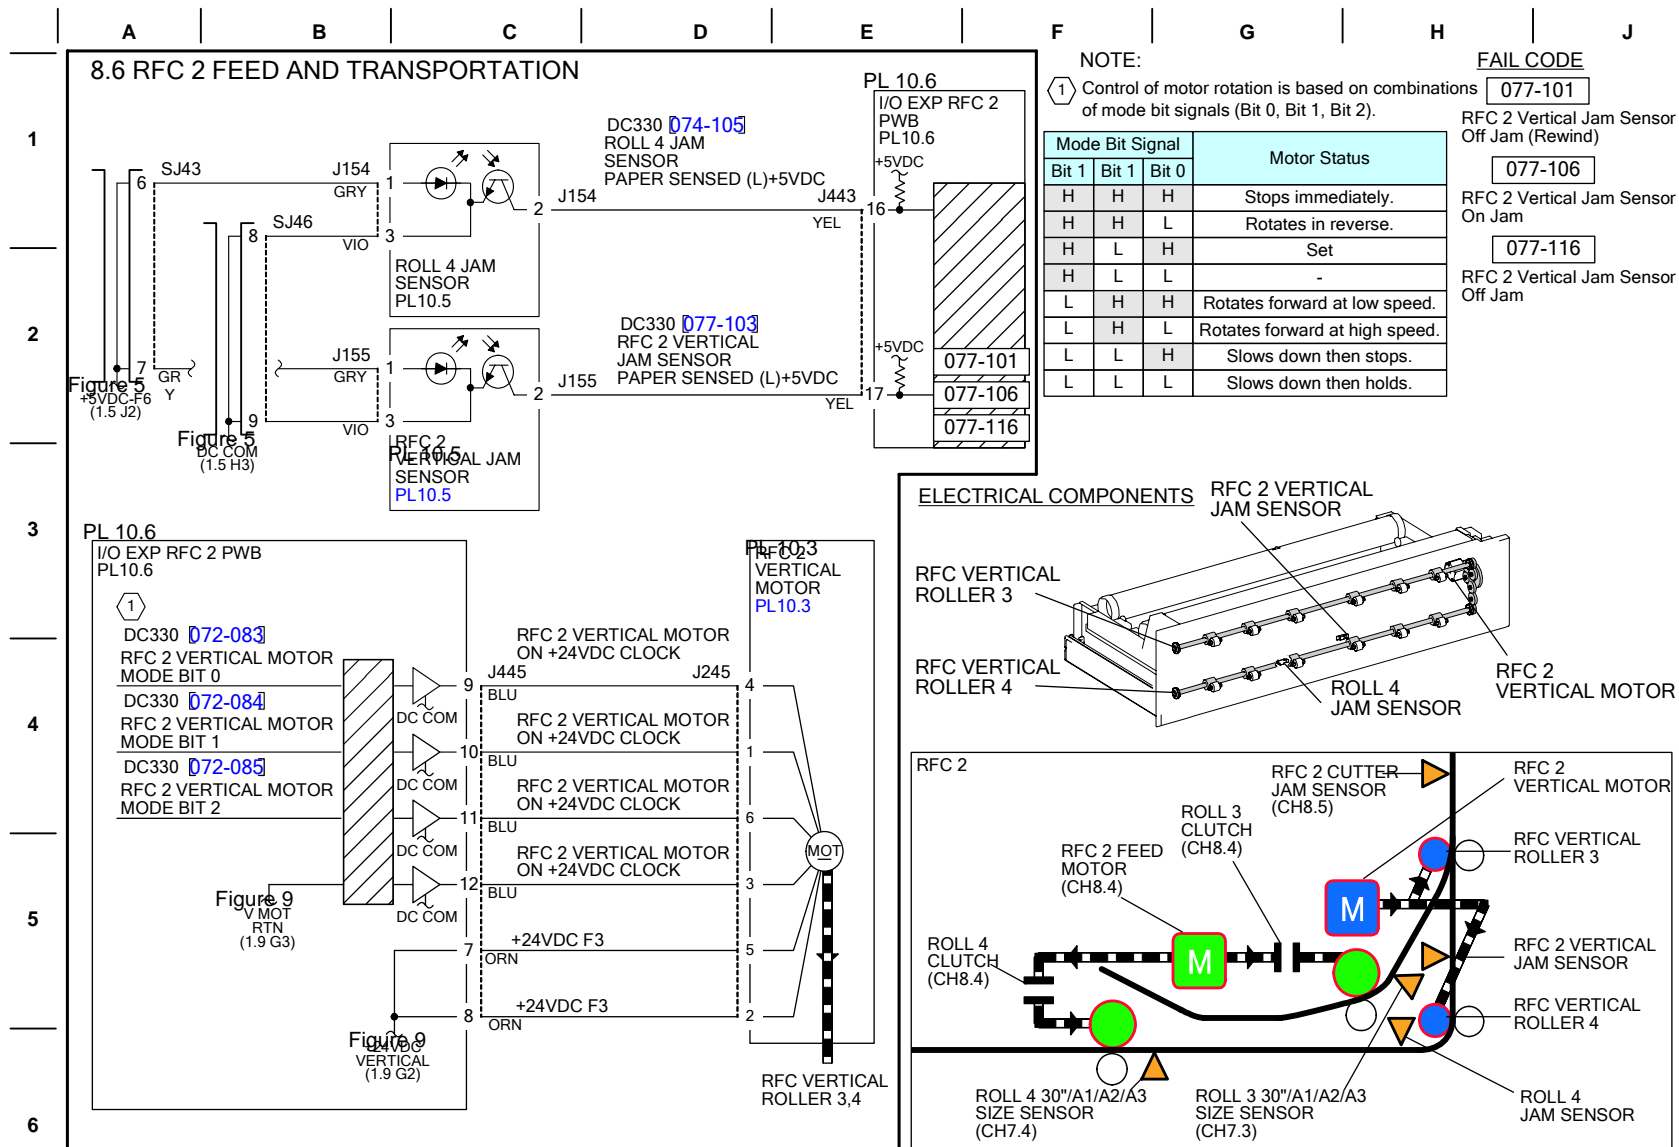 A B C D E F G H J
1
2
3
4
5
6
8.6 RFC 2 FEED AND TRANSPORTATION
SJ43
6
J154
1
GRY
SJ46
8
VIO
3
ROLL 4 JAM
SENSOR
PL10.5
2
J154
DC330 [074-105]
ROLL 4 JAM
SENSOR
PAPER SENSED (L)+5VDC
J443
YEL
16
PL 10.6
I/O EXP RFC 2
PWB
PL10.6
+5VDC
7
GR
Y
Figure 5
+5VDC-F6
(1.5 J2)
J155
1
GRY
9
VIO
3
Figure 5
DC COM
(1.5 H3)
RFC 2
PL 10.5
VERTICAL JAM
SENSOR
PL10.5
2
J155
DC330 [077-103]
RFC 2 VERTICAL
JAM SENSOR
PAPER SENSED (L)+5VDC
YEL
17
+5VDC
077-101
077-106
077-116
NOTE:
1 Control of motor rotation is based on combinations
of mode bit signals (Bit 0, Bit 1, Bit 2).
Mode Bit Signal Motor Status
Bit 1 Bit 1 Bit 0
H H H Stops immediately.
H H L Rotates in reverse.
H L H Set
H L L -
L H H Rotates forward at low speed.
L H L Rotates forward at high speed.
L L H Slows down then stops.
L L L Slows down then holds.
FAIL CODE
077-101
RFC 2 Vertical Jam Sensor
Off Jam (Rewind)
077-106
RFC 2 Vertical Jam Sensor
On Jam
077-116
RFC 2 Vertical Jam Sensor
Off Jam
PL 10.6
I/O EXP RFC 2 PWB
PL10.6
1
DC330 [072-083]
RFC 2 VERTICAL MOTOR
MODE BIT 0
DC330 [072-084]
RFC 2 VERTICAL MOTOR
MODE BIT 1
DC330 [072-085]
RFC 2 VERTICAL MOTOR
MODE BIT 2
DC COM
DC COM
DC COM
DC COM
Figure 9
V MOT
RTN
(1.9 G3)
Figure 9
+24VDC
VERTICAL
(1.9 G2)
J445
J245
RFC 2 VERTICAL MOTOR
ON +24VDC CLOCK
9 BLU 4
RFC 2 VERTICAL MOTOR
ON +24VDC CLOCK
10 BLU 1
RFC 2 VERTICAL MOTOR
ON +24VDC CLOCK
11 BLU 6
RFC 2 VERTICAL MOTOR
ON +24VDC CLOCK
12 BLU 3
+24VDC F3
7 ORN 5
+24VDC F3
8 ORN 2
PL 10.3
RFC 2
VERTICAL
MOTOR
PL10.3
MOT
RFC VERTICAL
ROLLER 3,4
ELECTRICAL COMPONENTS
RFC 2 VERTICAL
JAM SENSOR
RFC VERTICAL
ROLLER 3
RFC VERTICAL
ROLLER 4
ROLL 4
JAM SENSOR
RFC 2
VERTICAL MOTOR
RFC 2
RFC 2 CUTTER
JAM SENSOR
(CH8.5)
RFC 2
VERTICAL MOTOR
ROLL 3
CLUTCH
(CH8.4)
RFC VERTICAL
ROLLER 3
RFC 2 FEED
MOTOR
(CH8.4)
M
ROLL 4
CLUTCH
(CH8.4)
M
RFC 2 VERTICAL
JAM SENSOR
RFC VERTICAL
ROLLER 4
ROLL 4 30"/A1/A2/A3
SIZE SENSOR
(CH7.4)
ROLL 3 30"/A1/A2/A3
SIZE SENSOR
(CH7.3)
ROLL 4
JAM SENSOR